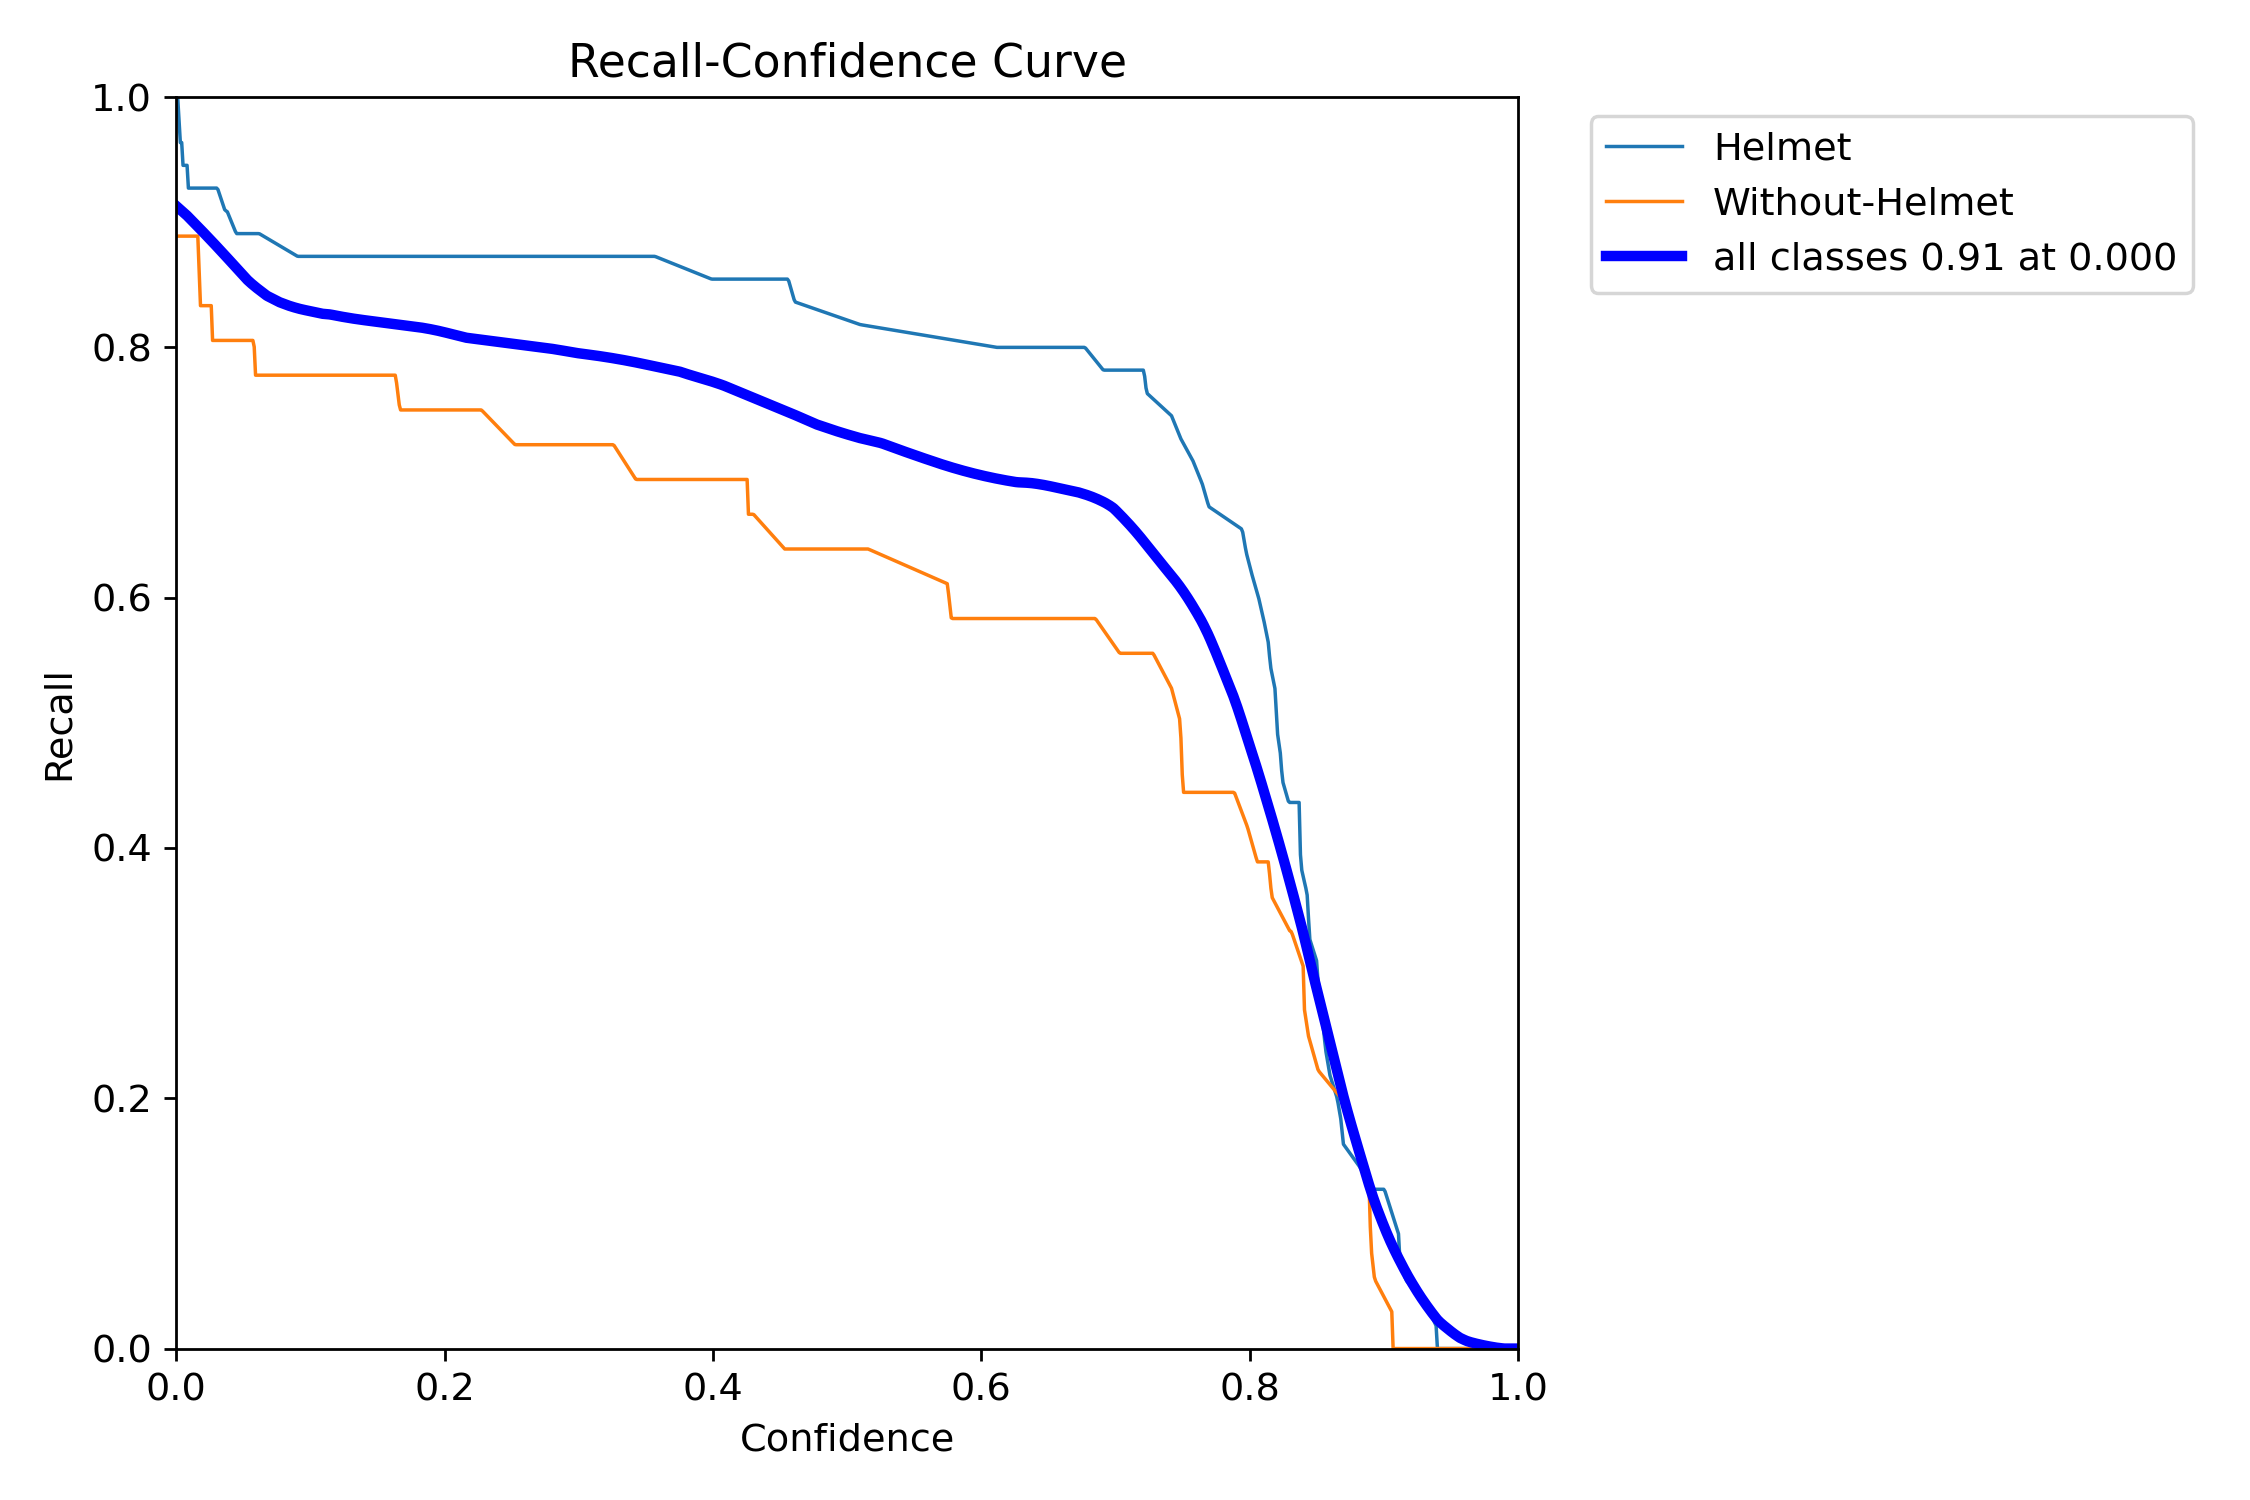 Recall-Confidence Curve
1.0
0.8
0.6
0.4
0.2
0.0
Recall
0.0 0.2 0.4 0.6 0.8 1.0
Confidence
Helmet
Without-Helmet
all classes 0.91 at 0.000